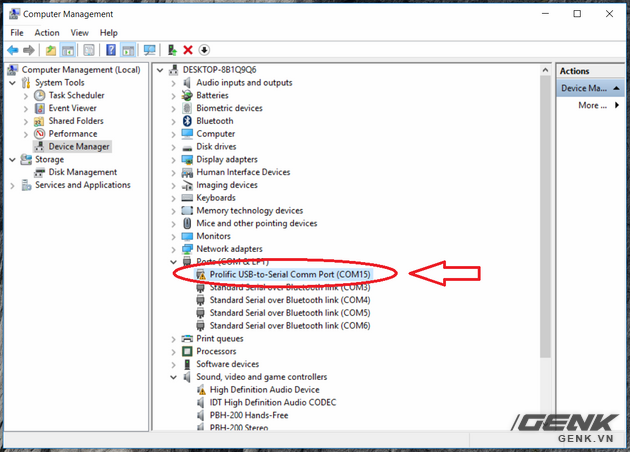 Computer Management
File Action View Help
Computer Management (Local)
System Tools
Task Scheduler
Event Viewer
Shared Folders
Performance
Device Manager
Storage
Disk Management
Services and Applications
DESKTOP-8B1Q9Q6
Audio inputs and outputs
Batteries
Biometric devices
Bluetooth
Computer
Disk drives
Display adapters
Human Interface Devices
Imaging devices
Keyboards
Memory technology devices
Mice and other pointing devices
Monitors
Network adapters
Ports (COM & LPT)
Prolific USB-to-Serial Comm Port (COM15)
Standard Serial over Bluetooth link (COM3)
Standard Serial over Bluetooth link (COM4)
Standard Serial over Bluetooth link (COM5)
Standard Serial over Bluetooth link (COM6)
Print queues
Processors
Software devices
Sound, video and game controllers
High Definition Audio Device
IDT High Definition Audio CODEC
PBH-200 Hands-Free
PBH-200 Stereo
Actions
Device Ma...
More ...
GENK
GENK.VN